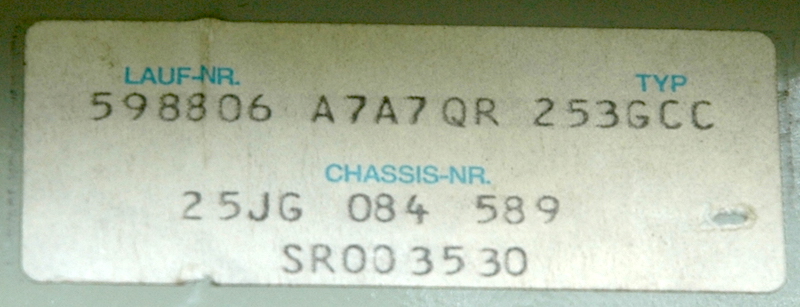 LAUF-NR. TYP
598806 A7A7QR 253GCC
CHASSIS-NR.
25JG 084 589
SR003530